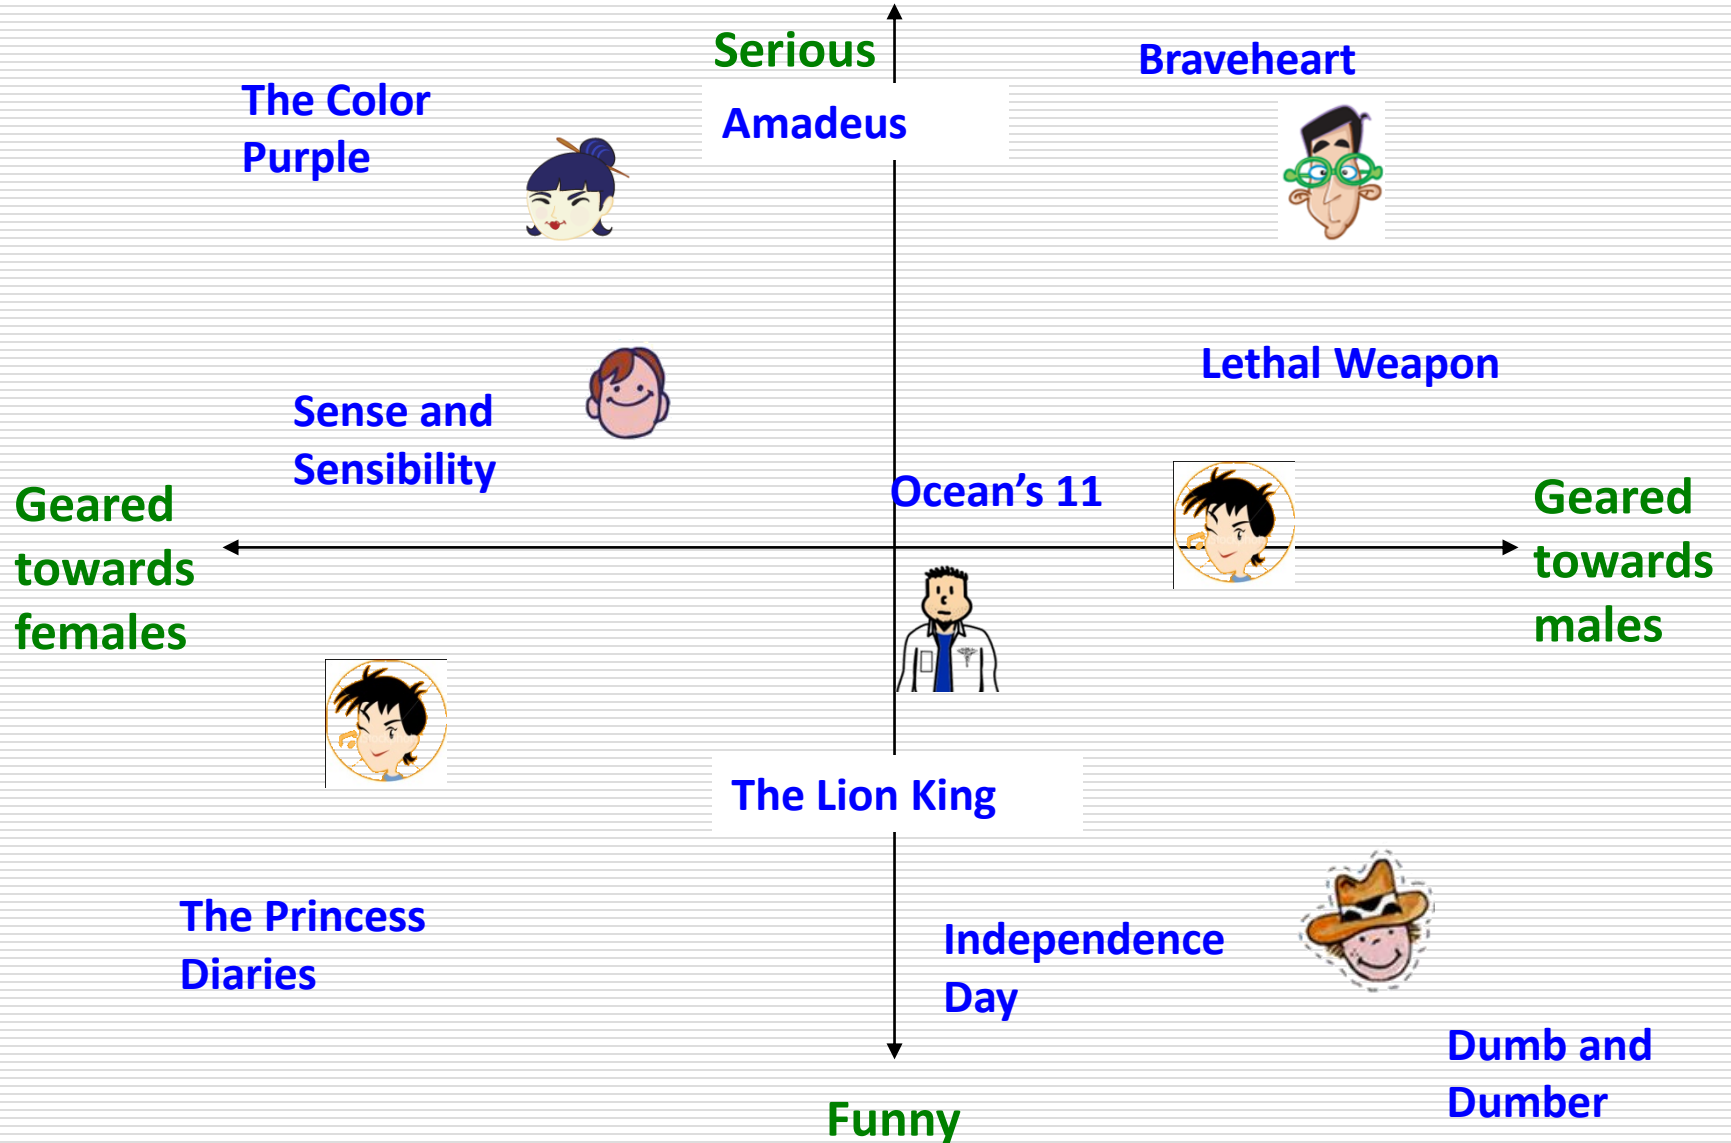 Serious
Braveheart
The Color
Purple
Amadeus
Lethal Weapon
Sense and
Sensibility
Ocean’s 11
Geared
towards
females
Geared
towards
males
The Lion King
The Princess
Diaries
Independence
Day
Dumb and
Dumber
Funny